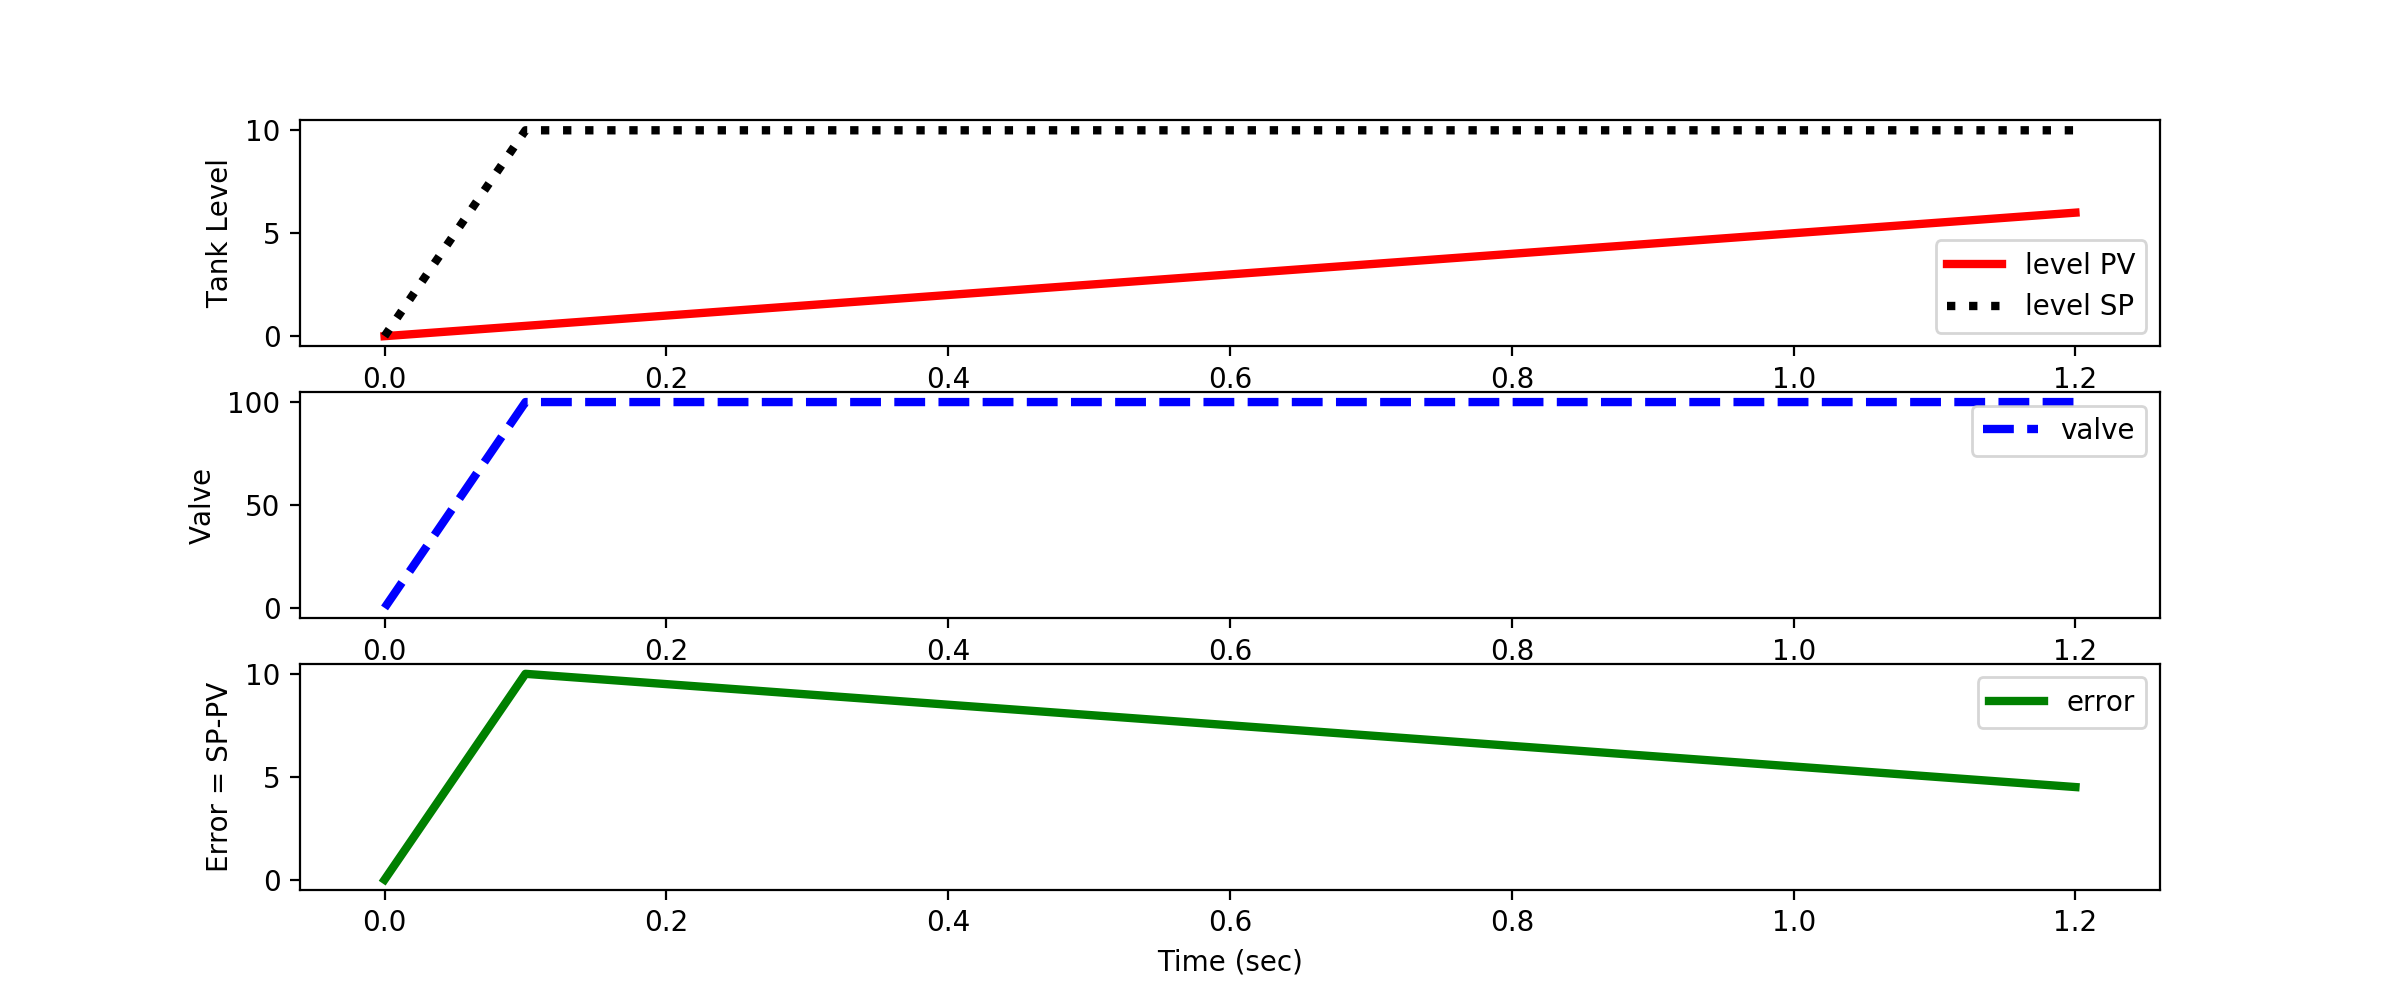 10
5
0
Tank Level
level PV
level SP
0.0 0.2 0.4 0.6 0.8 1.0 1.2
100
50
0
Valve
valve
0.0 0.2 0.4 0.6 0.8 1.0 1.2
10
5
0
Error = SP-PV
error
0.0 0.2 0.4 0.6 0.8 1.0 1.2
Time (sec)